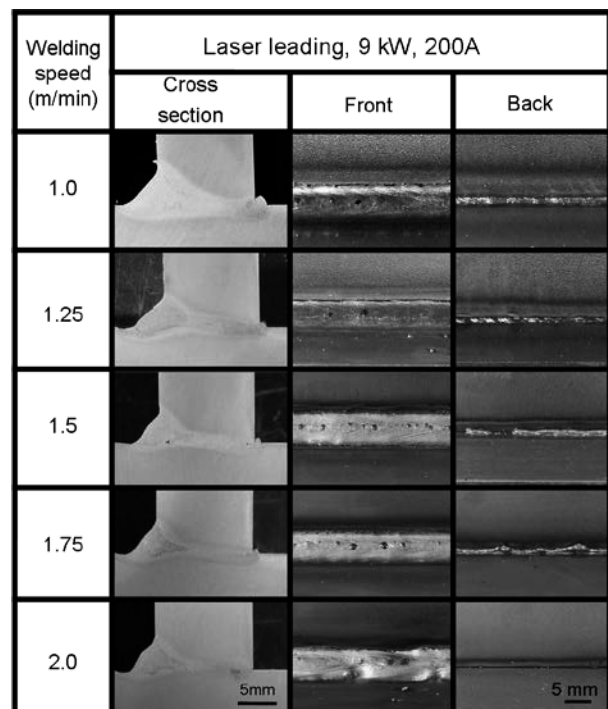 Welding
speed
(m/min)
Laser leading, 9 kW, 200A
Cross
section
Front
Back
1.0
1.25
1.5
1.75
2.0
5mm
5 mm